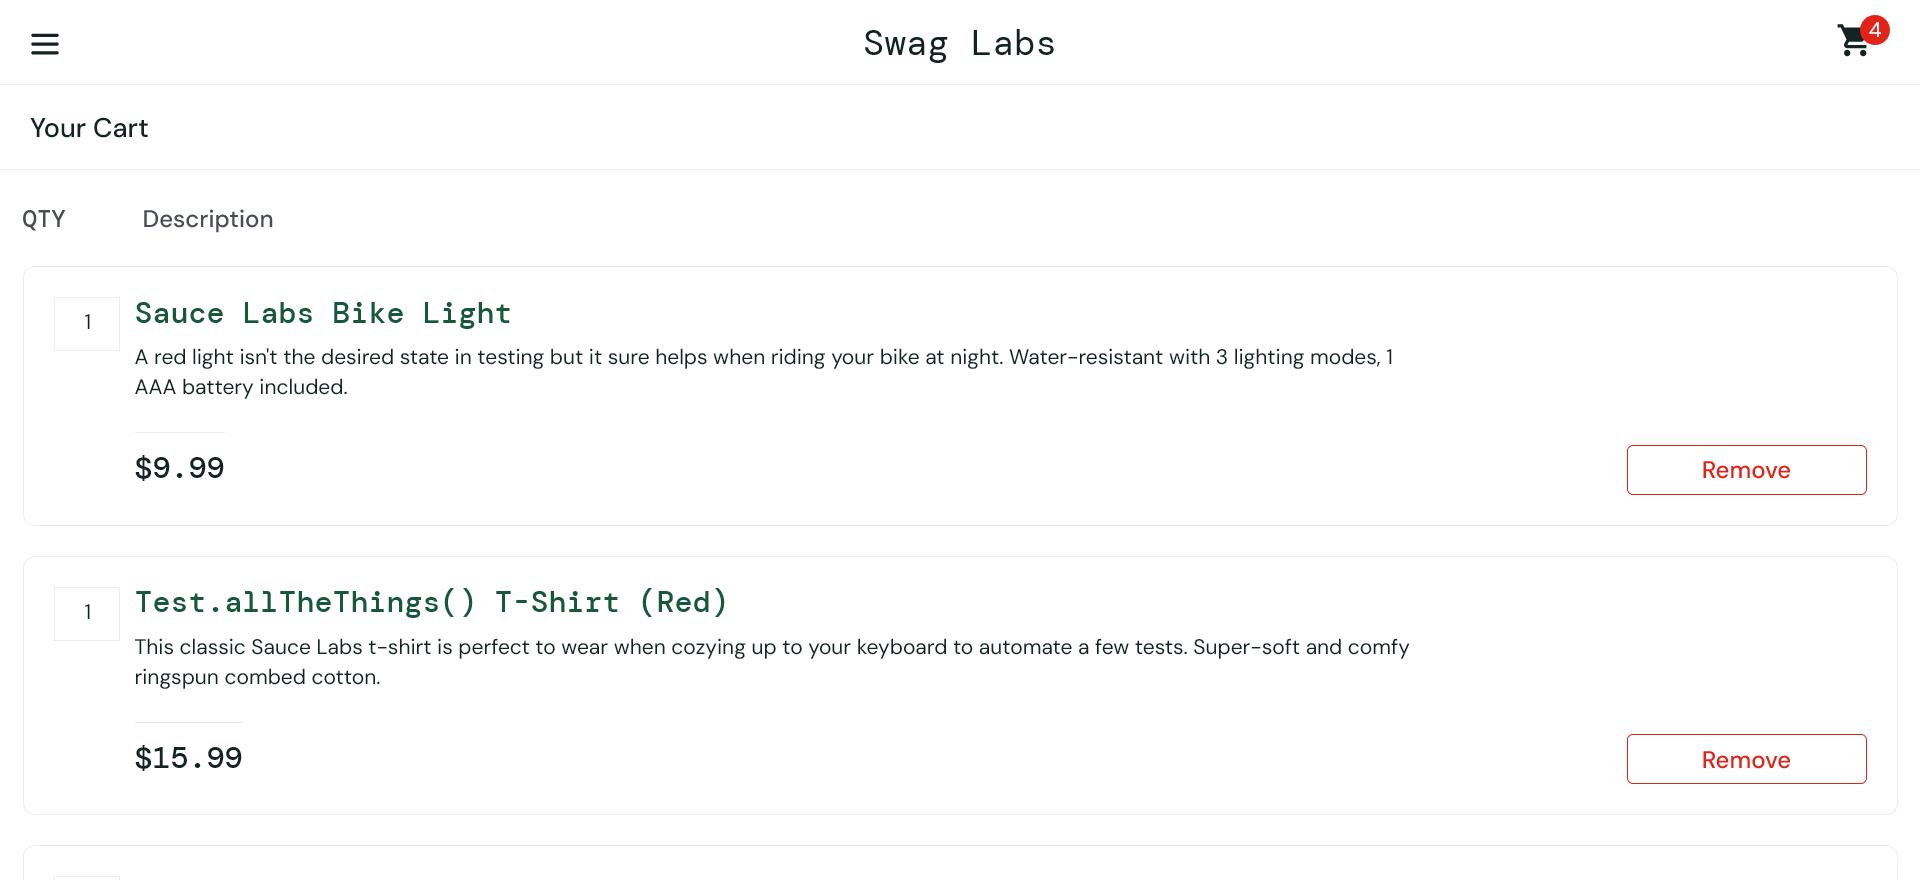 Swag Labs
4
Your Cart
QTY Description
1 Sauce Labs Bike Light
A red light isn't the desired state in testing but it sure helps when riding your bike at night. Water-resistant with 3 lighting modes, 1
AAA battery included.
$9.99 Remove
1 Test.allTheThings() T-Shirt (Red)
This classic Sauce Labs t-shirt is perfect to wear when cozying up to your keyboard to automate a few tests. Super-soft and comfy
ringspun combed cotton.
$15.99 Remove